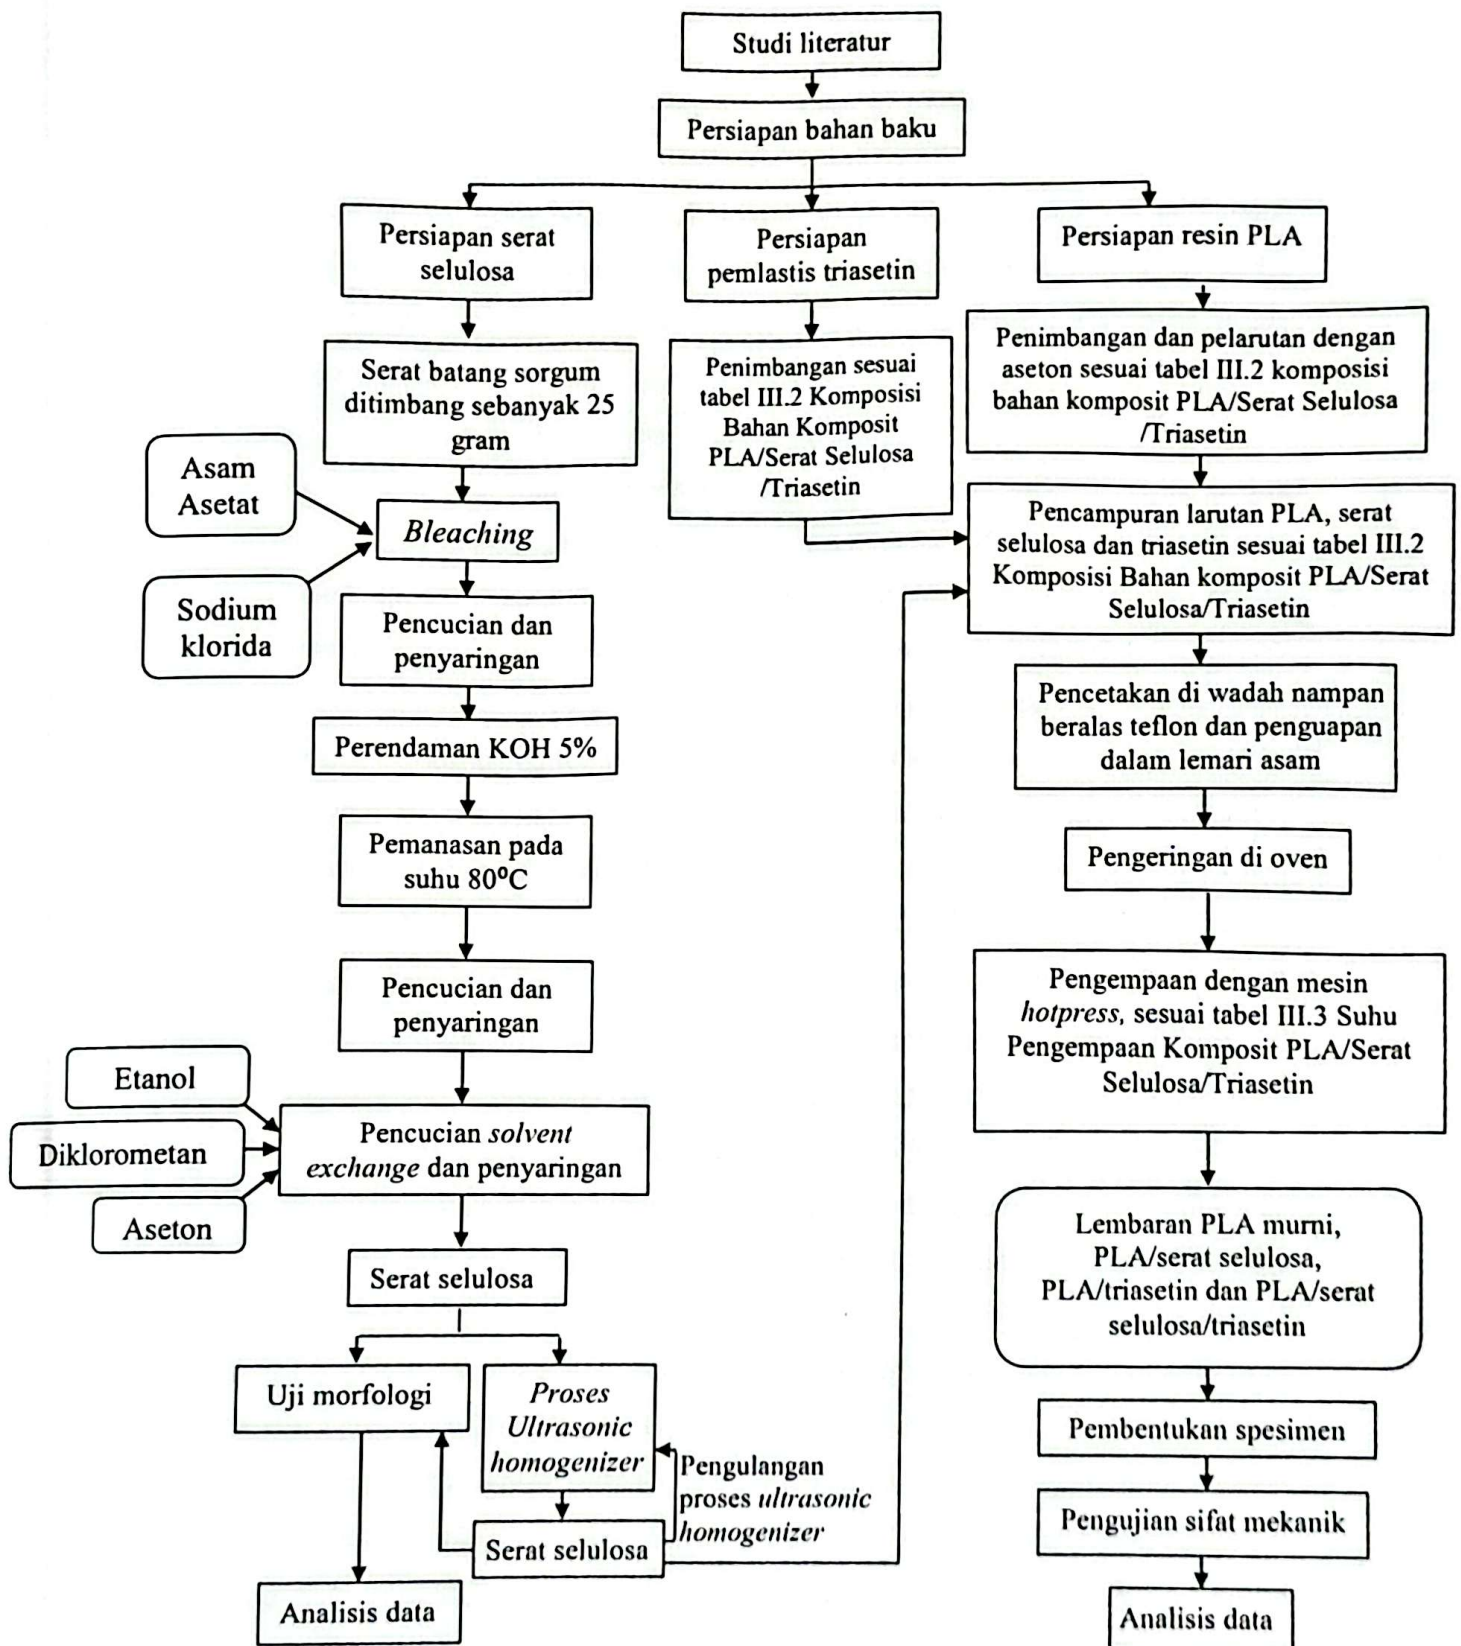 Studi literatur
Persiapan bahan baku
Persiapan serat
selulosa
Persiapan
pemlastis triasetin
Persiapan resin PLA
Serat batang sorgum
ditimbang sebanyak 25
gram
Penimbangan sesuai
tabel III.2 Komposisi
Bahan Komposit
PLA/Serat Selulosa
/Triasetin
Penimbangan dan pelarutan dengan
aseton sesuai tabel III.2 komposisi
bahan komposit PLA/Serat Selulosa
/Triasetin
Asam
Asetat
Sodium
klorida
Bleaching
Pencucian dan
penyaringan
Perendaman KOH 5%
Pemanasan pada
suhu 80⁰C
Pencucian dan
penyaringan
Etanol
Diklorometan
Aseton
Pencucian solvent
exchange dan penyaringan
Serat selulosa
Uji morfologi
Proses
Ultrasonic
homogenizer
Pengulangan
proses ultrasonic
homogenizer
Serat selulosa
Analisis data
Pencampuran larutan PLA, serat
selulosa dan triasetin sesuai tabel III.2
Komposisi Bahan komposit PLA/Serat
Selulosa/Triasetin
Pencetakan di wadah nampan
beralas teflon dan penguapan
dalam lemari asam
Pengeringan di oven
Pengempaan dengan mesin
hotpress, sesuai tabel III.3 Suhu
Pengempaan Komposit PLA/Serat
Selulosa/Triasetin
Lembaran PLA murni,
PLA/serat selulosa,
PLA/triasetin dan PLA/serat
selulosa/triasetin
Pembentukan spesimen
Pengujian sifat mekanik
Analisis data